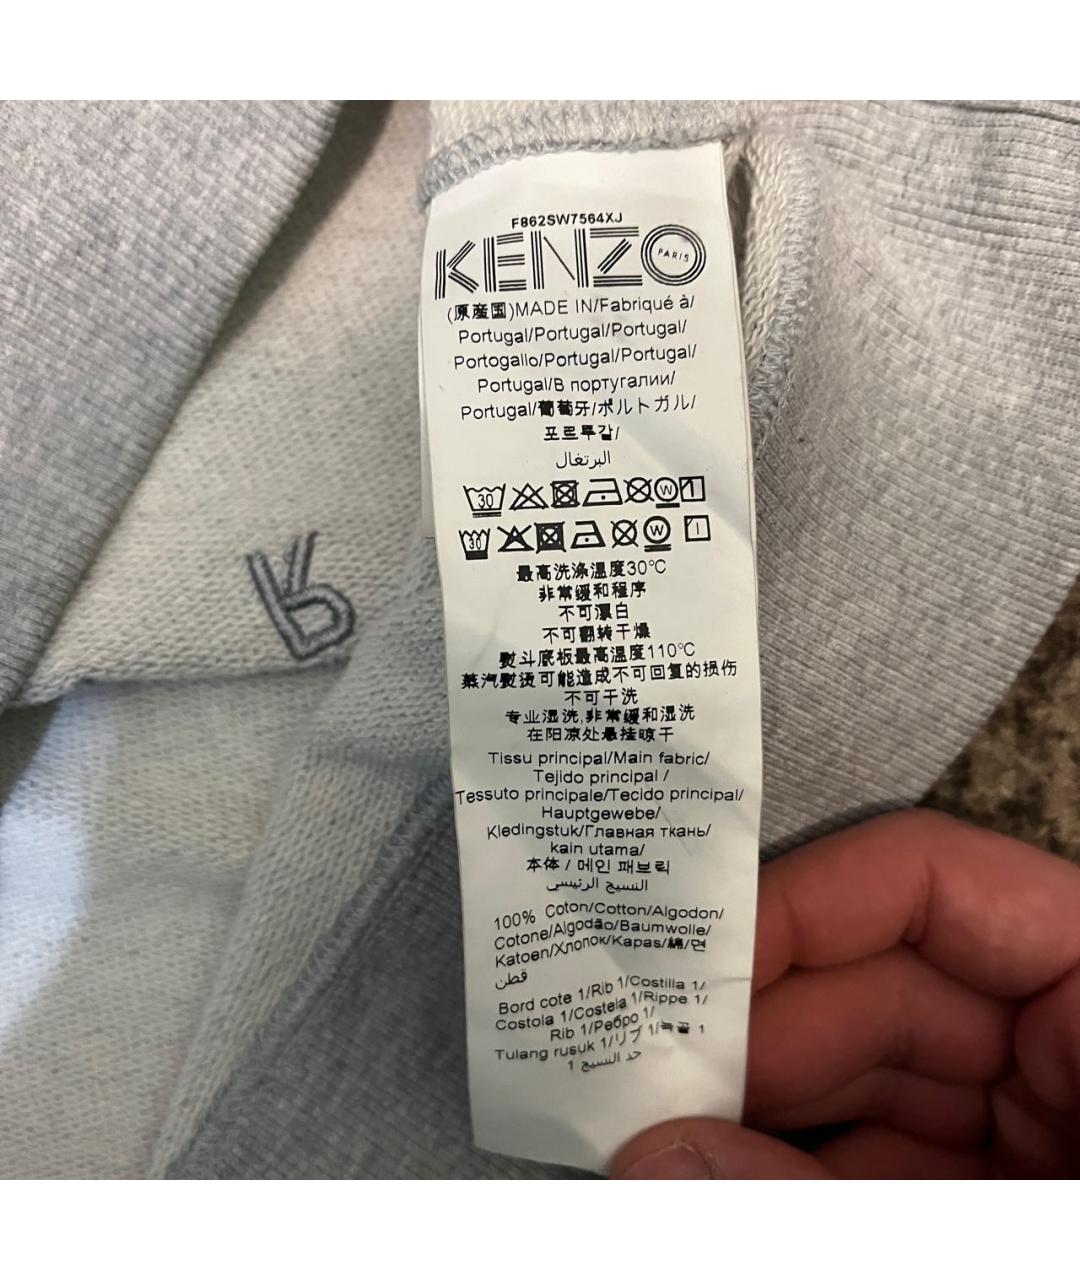 F862SW7564XJ
KENZO
PARIS
(原産国)MADE IN/Fabriqué à/
Portugal/Portugal/Portugal/
Portogallo/Portugal/Portugal/
Portugal/В португалии/
Portugal/葡萄牙/ポルトガル/
포르투갈/
البرتغال
30 W I
30 W I
最高洗涤温度30°C
非常缓和程序
不可漂白
不可翻转干燥
熨斗底板最高温度110°C
蒸汽熨烫可能造成不可回复的损伤
不可干洗
专业湿洗,非常缓和湿洗
在阳凉处悬挂晾干
Tissu principal/Main fabric/
Tejido principal /
Tessuto principale/Tecido principal/
Hauptgewebe/
Kledingstuk/Главная ткань/
kain utama/
本体 / 메인 패브릭
النسيج الرئيسي
100% Coton/Cotton/Algodon/
Cotone/Algodão/Baumwolle/
Katoen/Хлопок/Kapas/綿/면
قطن
Bord cote 1/Rib 1/Costilla 1/
Costola 1/Costela 1/Rippe 1/
Rib 1/Ребро 1/
Tulang rusuk 1/リブ 1/늑골 1
حد النسيج 1